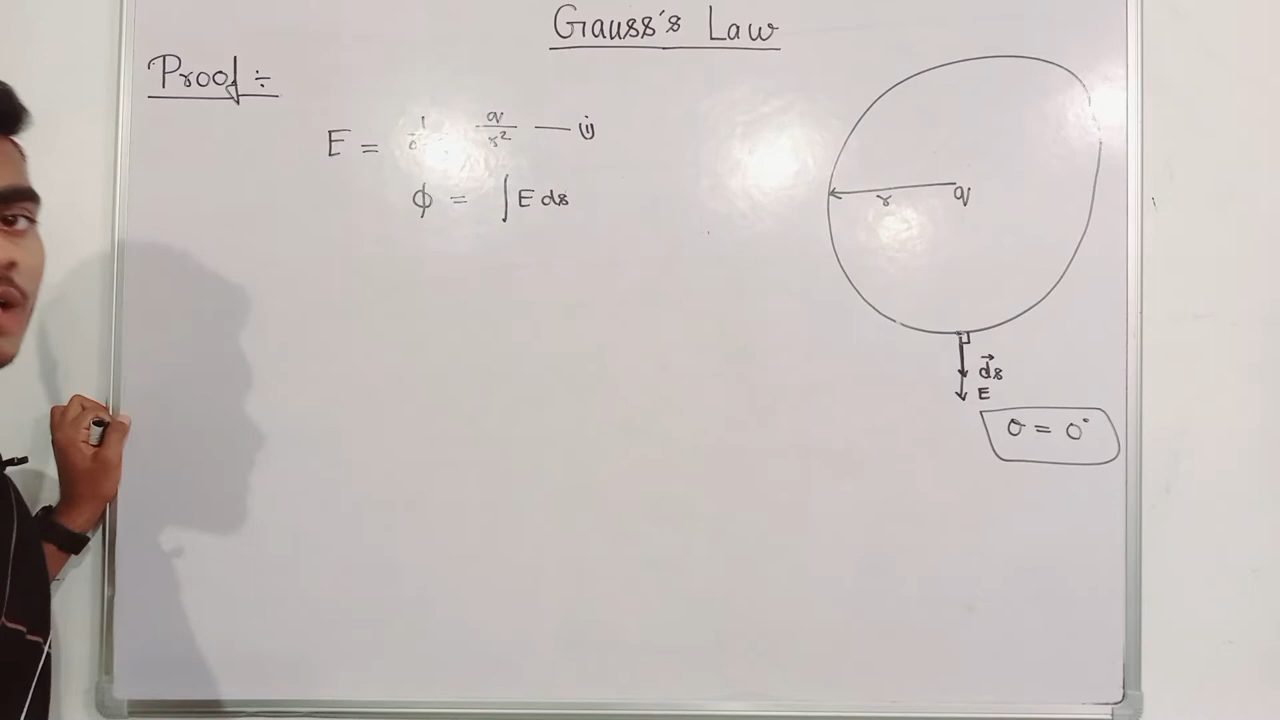 Gauss's Law
Proof ÷
E = 1 q/r² — (i)
ϕ = ∫ E ds
r
q
ds
E
θ = 0°